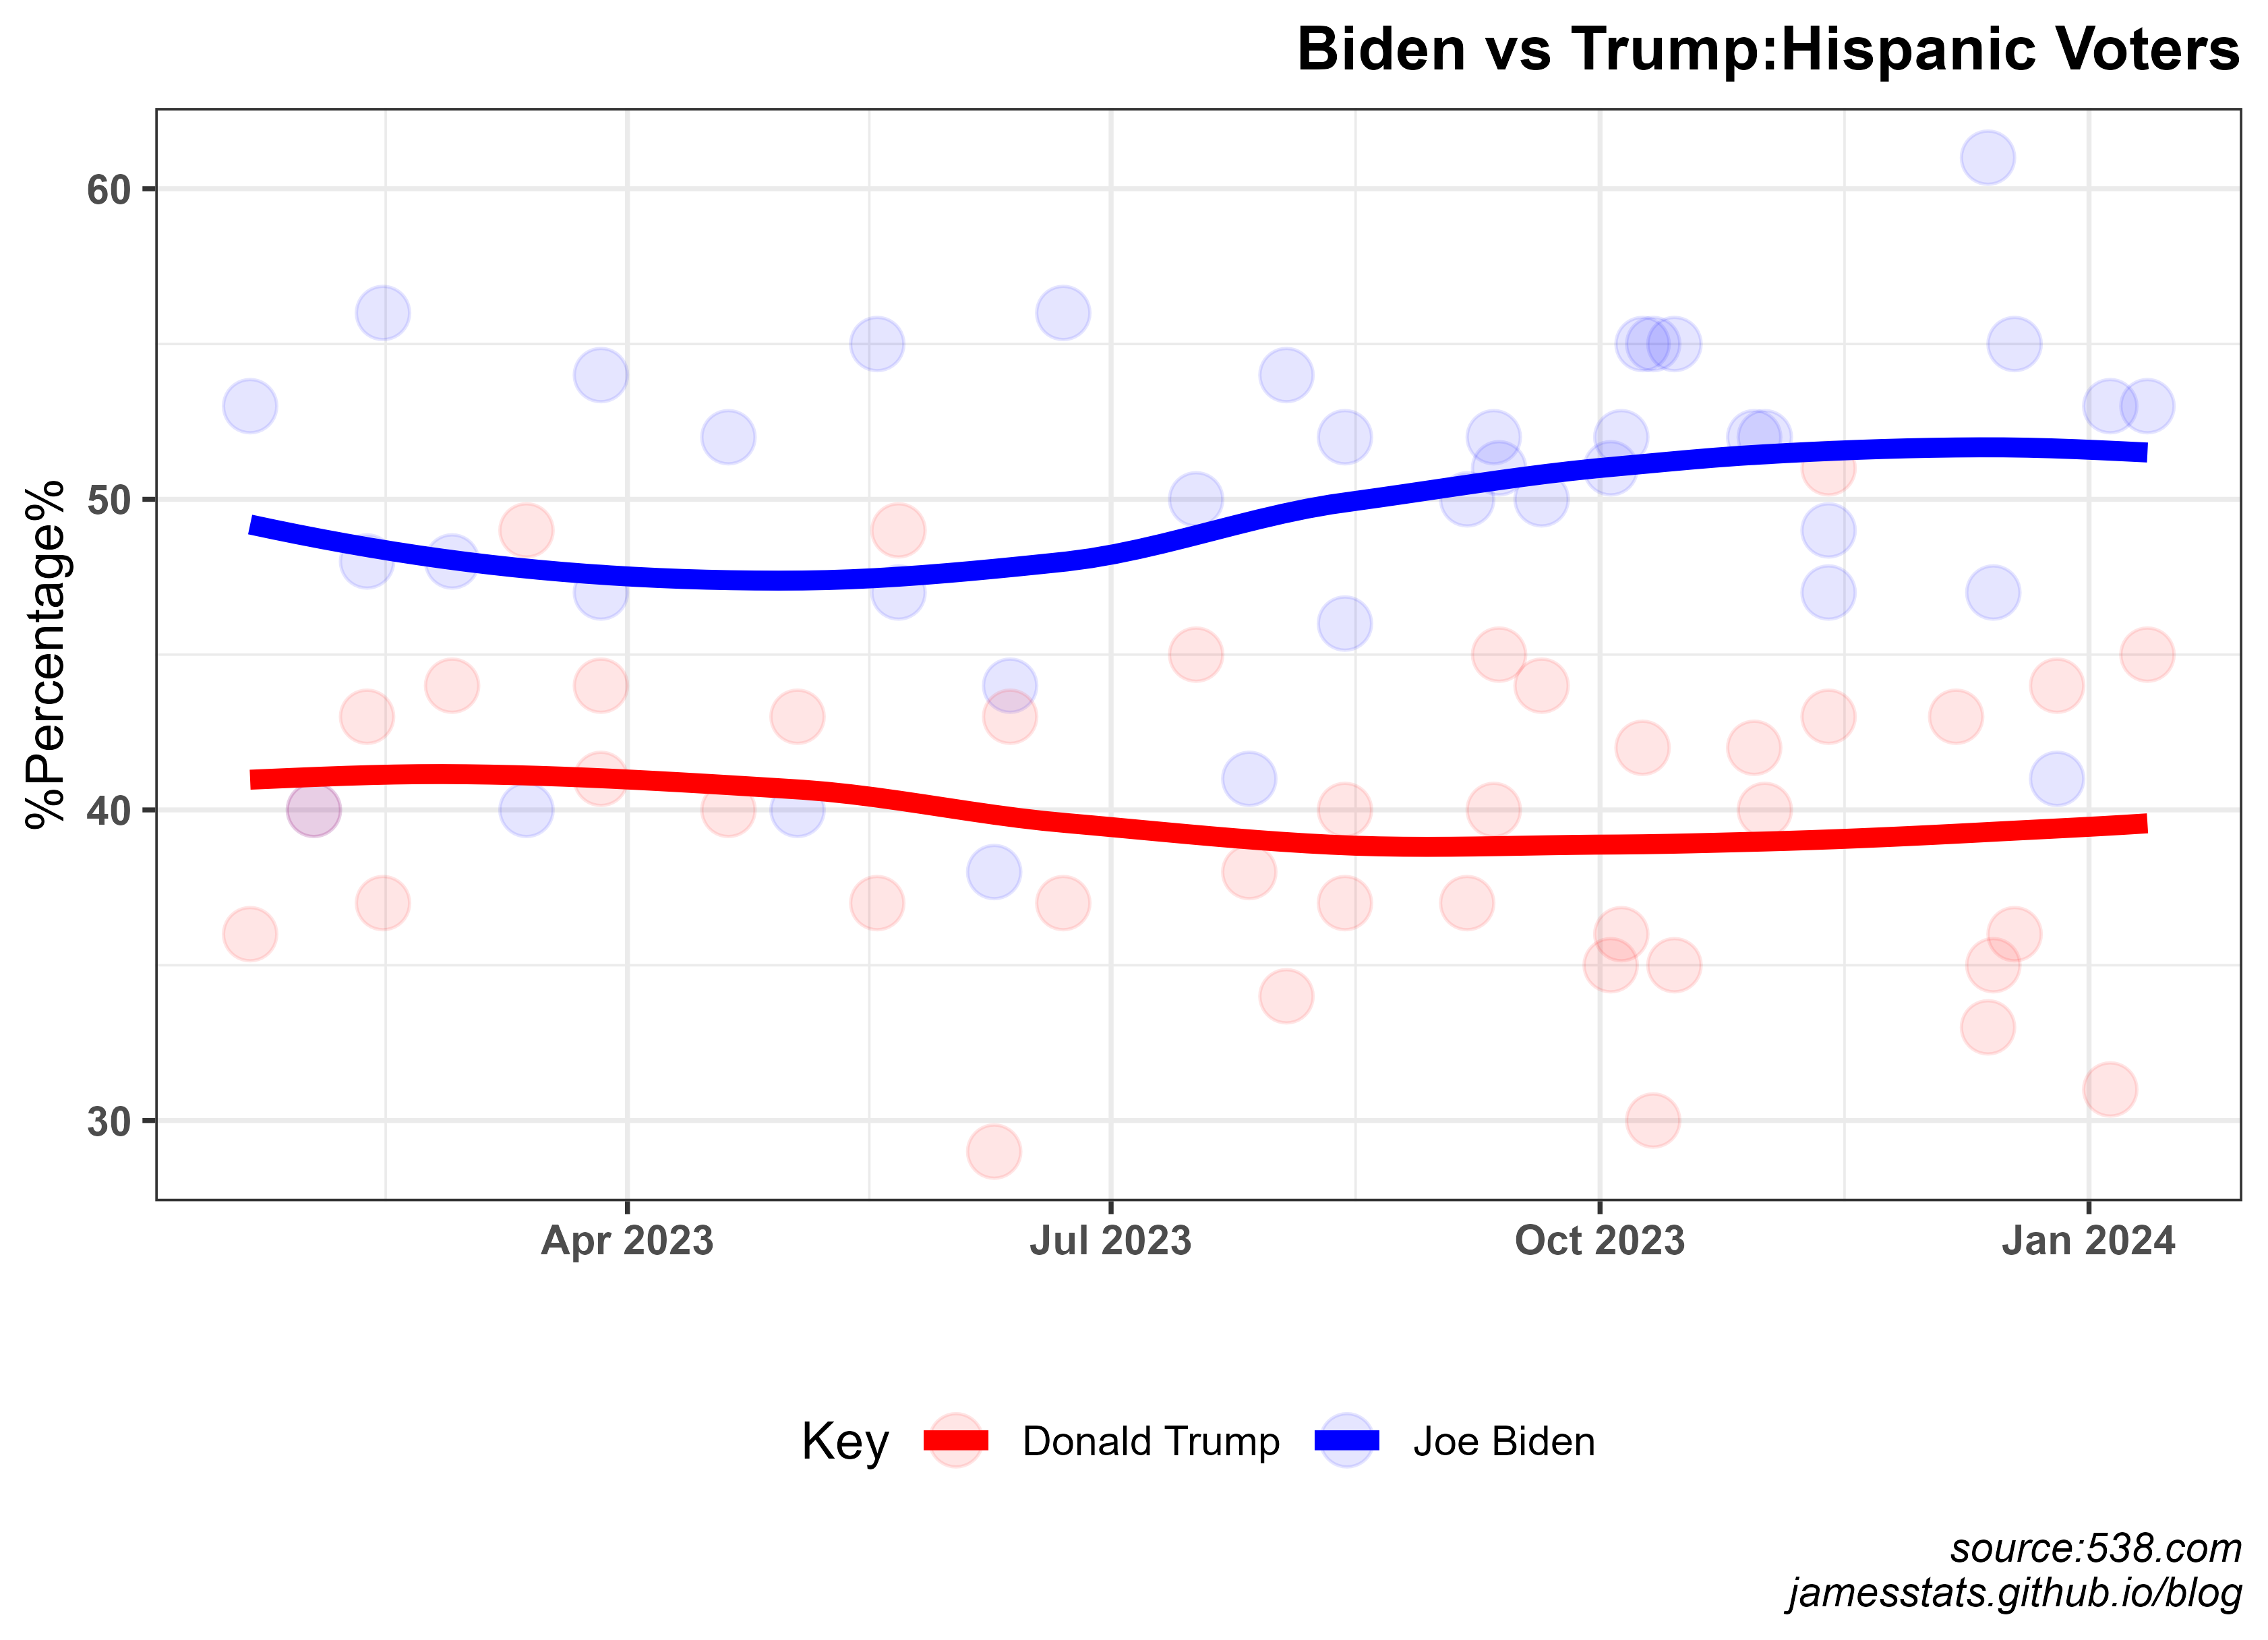 Biden vs Trump:Hispanic Voters
%Percentage%
60
50
40
30
Apr 2023
Jul 2023
Oct 2023
Jan 2024
Key
Donald Trump
Joe Biden
source:538.com
jamesstats.github.io/blog